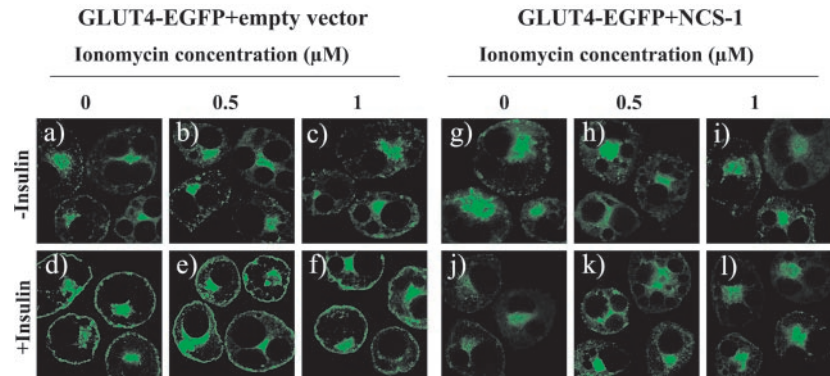 GLUT4-EGFP+empty vector GLUT4-EGFP+NCS-1
Ionomycin concentration (μM) Ionomycin concentration (μM)
0 0.5 1 0 0.5 1
-Insulin a) b) c) g) h) i)
+Insulin d) e) f) j) k) l)